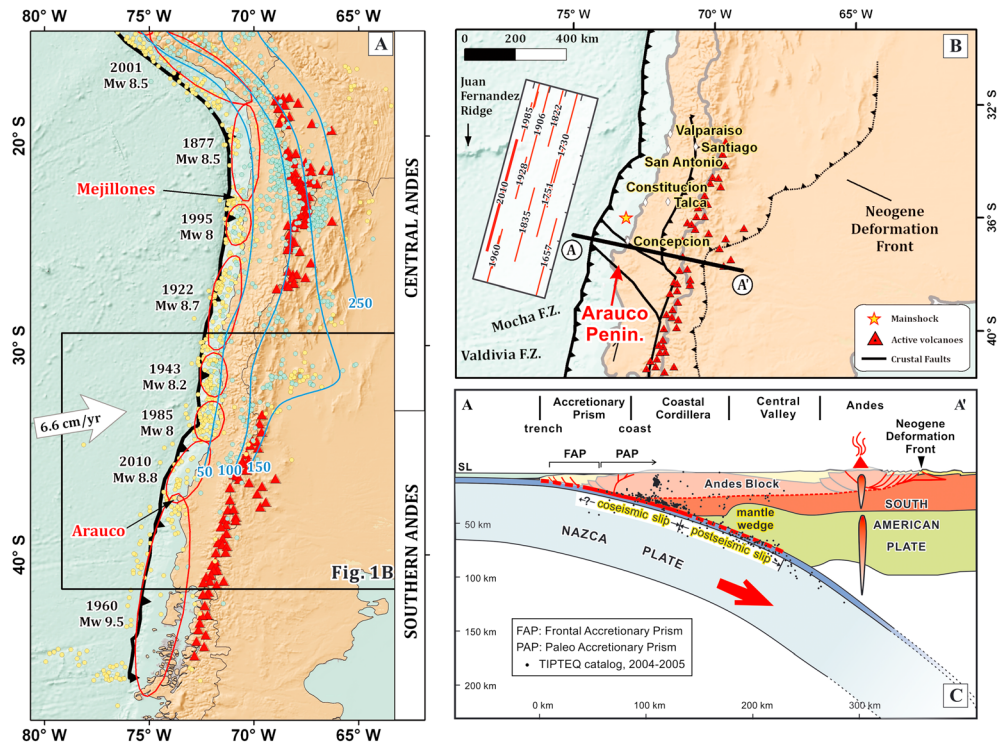 80° W
75° W
70° W
65° W
A
2001
Mw 8.5
20° S
1877
Mw 8.5
Mejillones
1995
Mw 8
1922
Mw 8.7
250
30° S
1943
Mw 8.2
1985
Mw 8
6.6 cm/yr
2010
Mw 8.8
50
100
150
Arauco
40° S
Fig. 1B
1960
Mw 9.5
CENTRAL ANDES
SOUTHERN ANDES
80° W
75° W
70° W
65° W
75° W
70° W
65° W
0
200
400 km
B
Juan
Fernandez
Ridge
1985
1906
1822
1730
2010
1928
1751
1835
1960
1657
Valparaiso
Santiago
San Antonio
Constitucion
Talca
Concepcion
A
A'
Neogene
Deformation
Front
32° S
36° S
40° S
Mocha F.Z.
Valdivia F.Z.
Arauco
Penin.
Mainshock
Active volcanoes
Crustal Faults
A
A'
Accretionary
Prism
Coastal
Cordillera
Central
Valley
Andes
trench
coast
Neogene
Deformation
Front
FAP
PAP
SL
Andes Block
SOUTH
AMERICAN
PLATE
mantle
wedge
?
coseismic slip
postseismic slip
NAZCA
PLATE
50 km
100 km
150 km
200 km
FAP: Frontal Accretionary Prism
PAP: Paleo Accretionary Prism
TIPTEQ catalog, 2004-2005
C
0 km
100 km
200 km
300 km